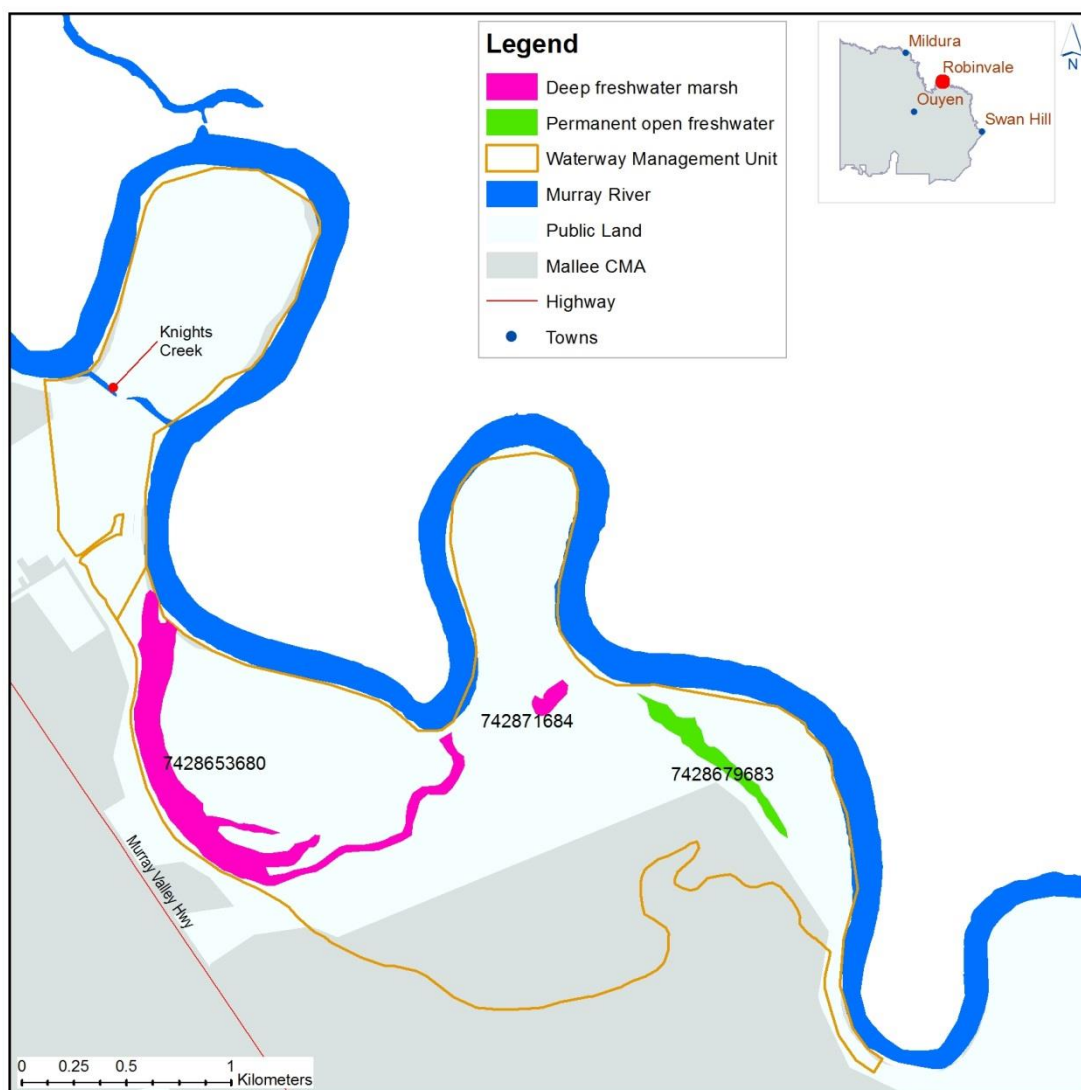 Legend
Deep freshwater marsh
Permanent open freshwater
Waterway Management Unit
Murray River
Public Land
Mallee CMA
Highway
Towns
Mildura
Robinvale
Ouyen
Swan Hill
N
Knights
Creek
742871684
7428653680
7428679683
Murray Valley Hwy
0 0.25 0.5 1
Kilometers